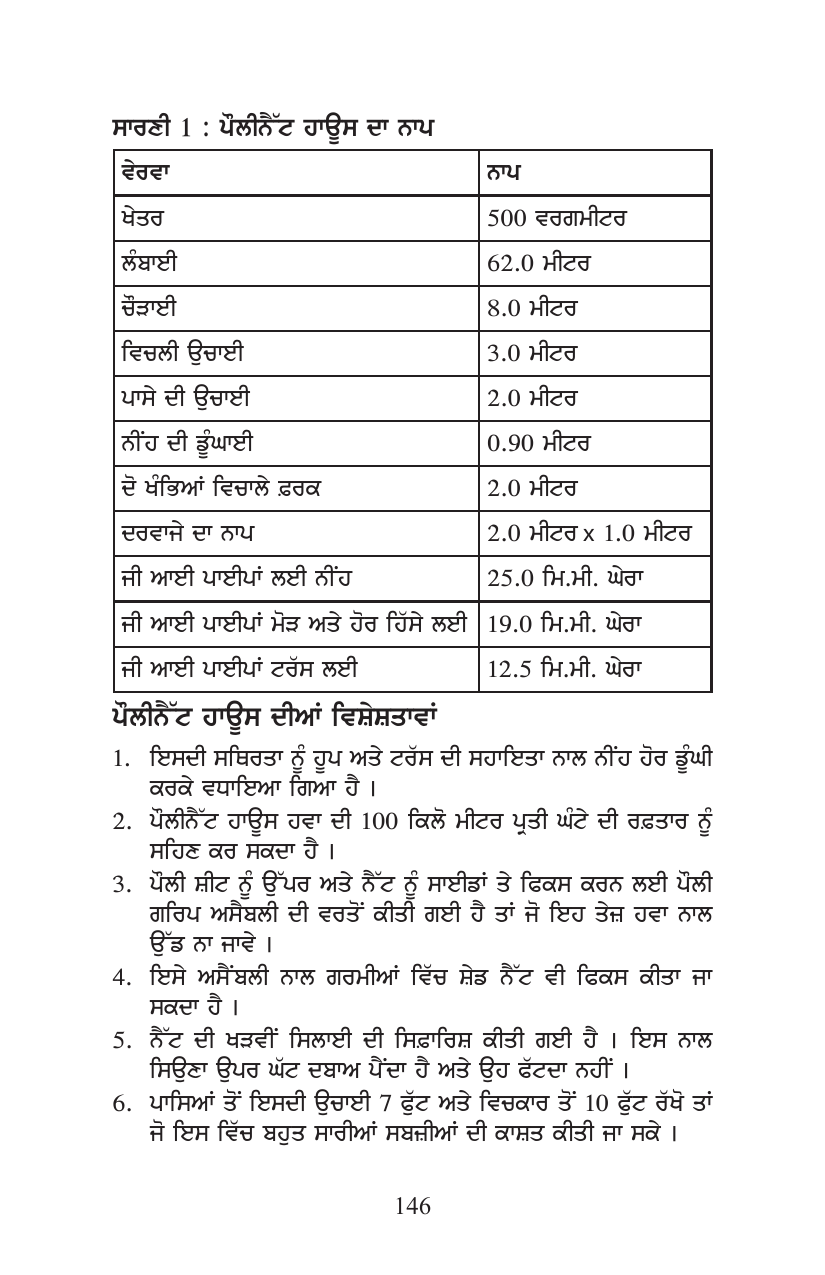 ਸਾਰਣੀ 1 : ਪੌਲੀਨੈੱਟ ਹਾਊਸ ਦਾ ਨਾਪ
ਵੇਰਵਾ ਨਾਪ
ਖੇਤਰ 500 ਵਰਗਮੀਟਰ
ਲੰਬਾਈ 62.0 ਮੀਟਰ
ਚੌੜਾਈ 8.0 ਮੀਟਰ
ਵਿਚਲੀ ਉਚਾਈ 3.0 ਮੀਟਰ
ਪਾਸੇ ਦੀ ਉਚਾਈ 2.0 ਮੀਟਰ
ਨੀਂਹ ਦੀ ਡੂੰਘਾਈ 0.90 ਮੀਟਰ
ਦੋ ਖੰਭਿਆਂ ਵਿਚਾਲੇ ਫ਼ਰਕ 2.0 ਮੀਟਰ
ਦਰਵਾਜੇ ਦਾ ਨਾਪ 2.0 ਮੀਟਰ x 1.0 ਮੀਟਰ
ਜੀ ਆਈ ਪਾਈਪਾਂ ਲਈ ਨੀਂਹ 25.0 ਮਿ.ਮੀ. ਘੇਰਾ
ਜੀ ਆਈ ਪਾਈਪਾਂ ਮੋੜ ਅਤੇ ਹੋਰ ਹਿੱਸੇ ਲਈ 19.0 ਮਿ.ਮੀ. ਘੇਰਾ
ਜੀ ਆਈ ਪਾਈਪਾਂ ਟਰੱਸ ਲਈ 12.5 ਮਿ.ਮੀ. ਘੇਰਾ
ਪੌਲੀਨੈੱਟ ਹਾਊਸ ਦੀਆਂ ਵਿਸ਼ੇਸ਼ਤਾਵਾਂ
1. ਇਸਦੀ ਸਥਿਰਤਾ ਨੂੰ ਹੂਪ ਅਤੇ ਟਰੱਸ ਦੀ ਸਹਾਇਤਾ ਨਾਲ ਨੀਂਹ ਹੋਰ ਡੂੰਘੀ
ਕਰਕੇ ਵਧਾਇਆ ਗਿਆ ਹੈ ।
2. ਪੌਲੀਨੈੱਟ ਹਾਊਸ ਹਵਾ ਦੀ 100 ਕਿਲੋ ਮੀਟਰ ਪ੍ਰਤੀ ਘੰਟੇ ਦੀ ਰਫ਼ਤਾਰ ਨੂੰ
ਸਹਿਣ ਕਰ ਸਕਦਾ ਹੈ ।
3. ਪੌਲੀ ਸ਼ੀਟ ਨੂੰ ਉੱਪਰ ਅਤੇ ਨੈੱਟ ਨੂੰ ਸਾਈਡਾਂ ਤੇ ਫਿਕਸ ਕਰਨ ਲਈ ਪੌਲੀ
ਗਰਿਪ ਅਸੈਬਲੀ ਦੀ ਵਰਤੋਂ ਕੀਤੀ ਗਈ ਹੈ ਤਾਂ ਜੋ ਇਹ ਤੇਜ਼ ਹਵਾ ਨਾਲ
ਉੱਡ ਨਾ ਜਾਵੇ ।
4. ਇਸੇ ਅਸੈਂਬਲੀ ਨਾਲ ਗਰਮੀਆਂ ਵਿੱਚ ਸ਼ੇਡ ਨੈੱਟ ਵੀ ਫਿਕਸ ਕੀਤਾ ਜਾ
ਸਕਦਾ ਹੈ ।
5. ਨੈੱਟ ਦੀ ਖੜਵੀਂ ਸਿਲਾਈ ਦੀ ਸਿਫ਼ਾਰਿਸ਼ ਕੀਤੀ ਗਈ ਹੈ । ਇਸ ਨਾਲ
ਸਿਉਣਾ ਉਪਰ ਘੱਟ ਦਬਾਅ ਪੈਂਦਾ ਹੈ ਅਤੇ ਉਹ ਫੱਟਦਾ ਨਹੀਂ ।
6. ਪਾਸਿਆਂ ਤੋਂ ਇਸਦੀ ਉਚਾਈ 7 ਫੁੱਟ ਅਤੇ ਵਿਚਕਾਰ ਤੋਂ 10 ਫੁੱਟ ਰੱਖੋ ਤਾਂ
ਜੋ ਇਸ ਵਿੱਚ ਬਹੁਤ ਸਾਰੀਆਂ ਸਬਜ਼ੀਆਂ ਦੀ ਕਾਸ਼ਤ ਕੀਤੀ ਜਾ ਸਕੇ ।
146